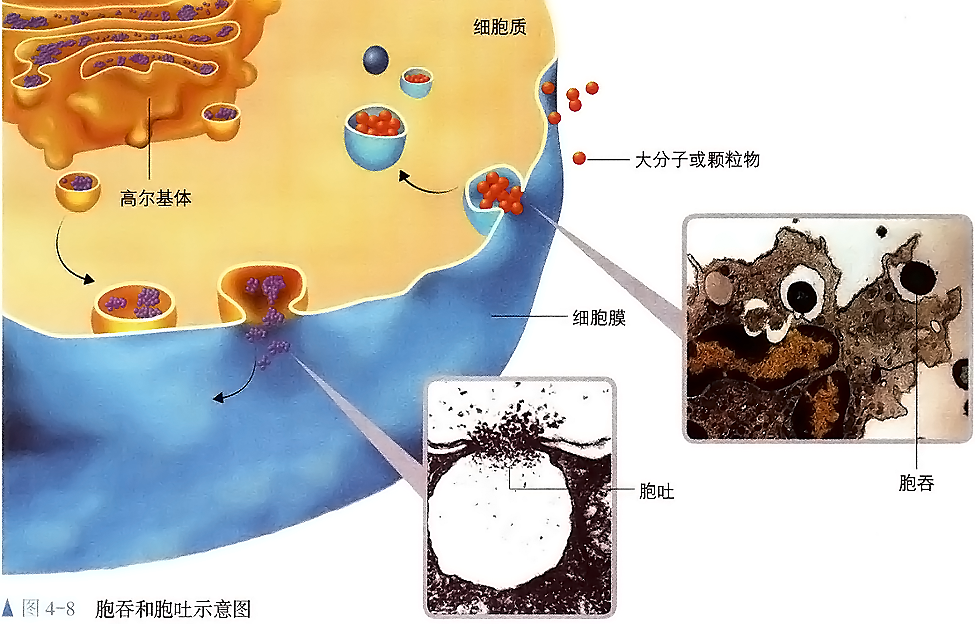 细胞质
大分子或颗粒物
高尔基体
细胞膜
胞吞
胞吐
图 4-8 胞吞和胞吐示意图